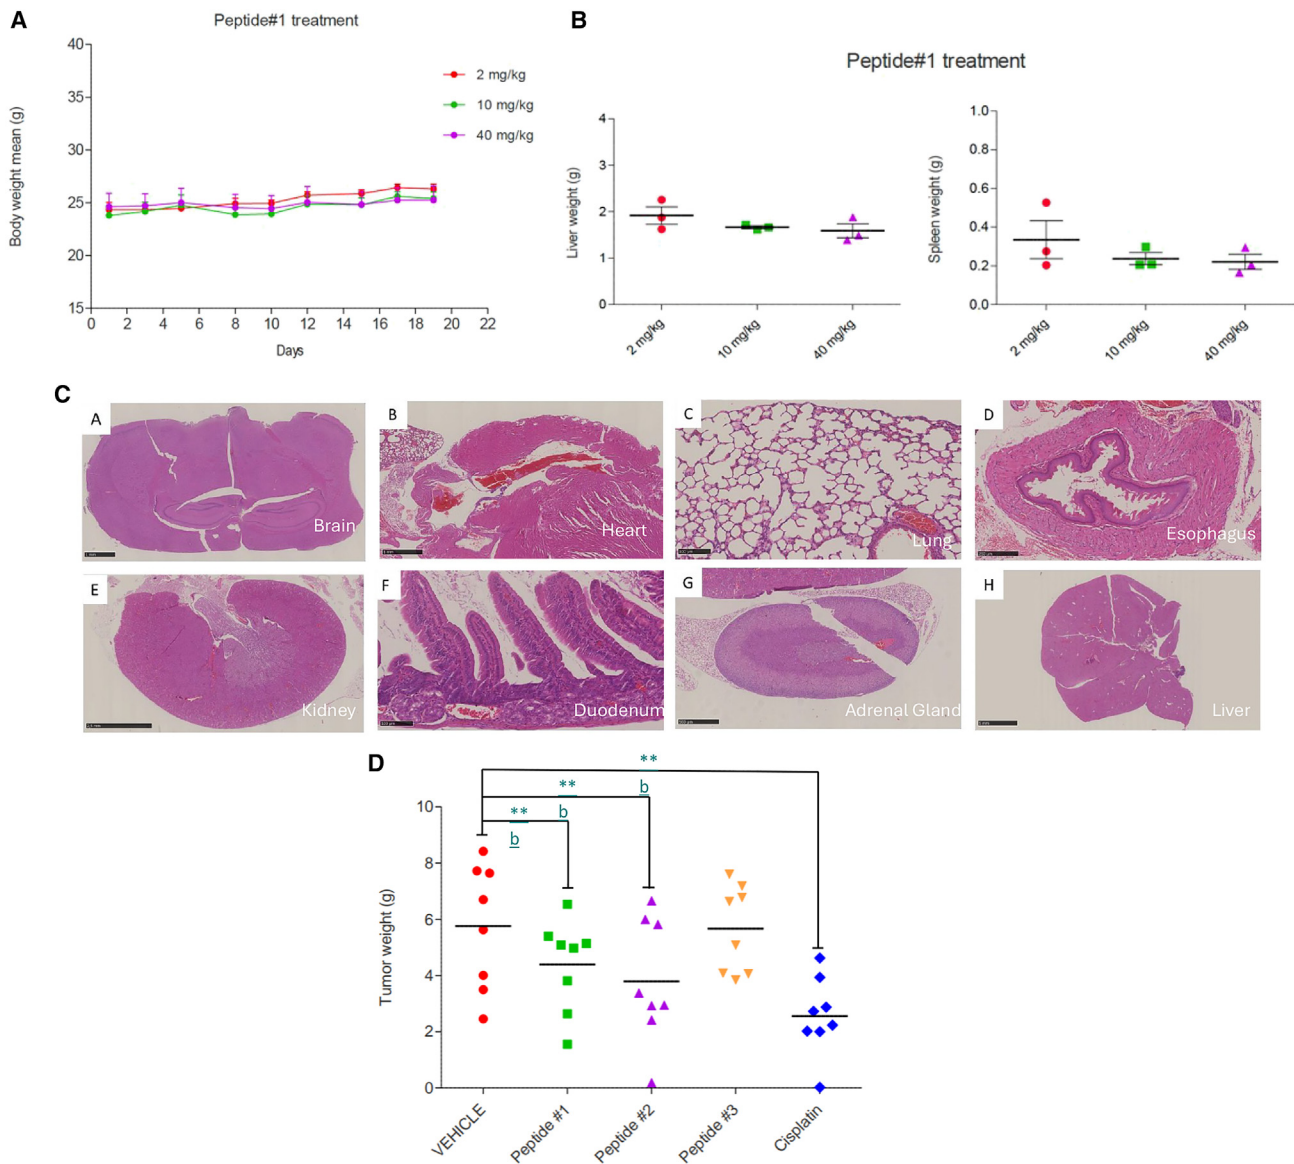 A
Peptide#1 treatment
40
35
30
25
20
15
Body weight mean (g)
0 2 4 6 8 10 12 14 16 18 20 22
Days
2 mg/kg
10 mg/kg
40 mg/kg
B
Peptide#1 treatment
4
3
2
1
0
Liver weight (g)
2 mg/kg
10 mg/kg
40 mg/kg
1.0
0.8
0.6
0.4
0.2
0.0
Spleen weight (g)
2 mg/kg
10 mg/kg
40 mg/kg
C
A
Brain
B
Heart
C
Lung
D
Esophagus
E
Kidney
F
Duodenum
G
Adrenal Gland
H
Liver
D
**
b
**
b
**
b
10
8
6
4
2
0
Tumor weight (g)
VEHICLE
Peptide #1
Peptide #2
Peptide #3
Cisplatin